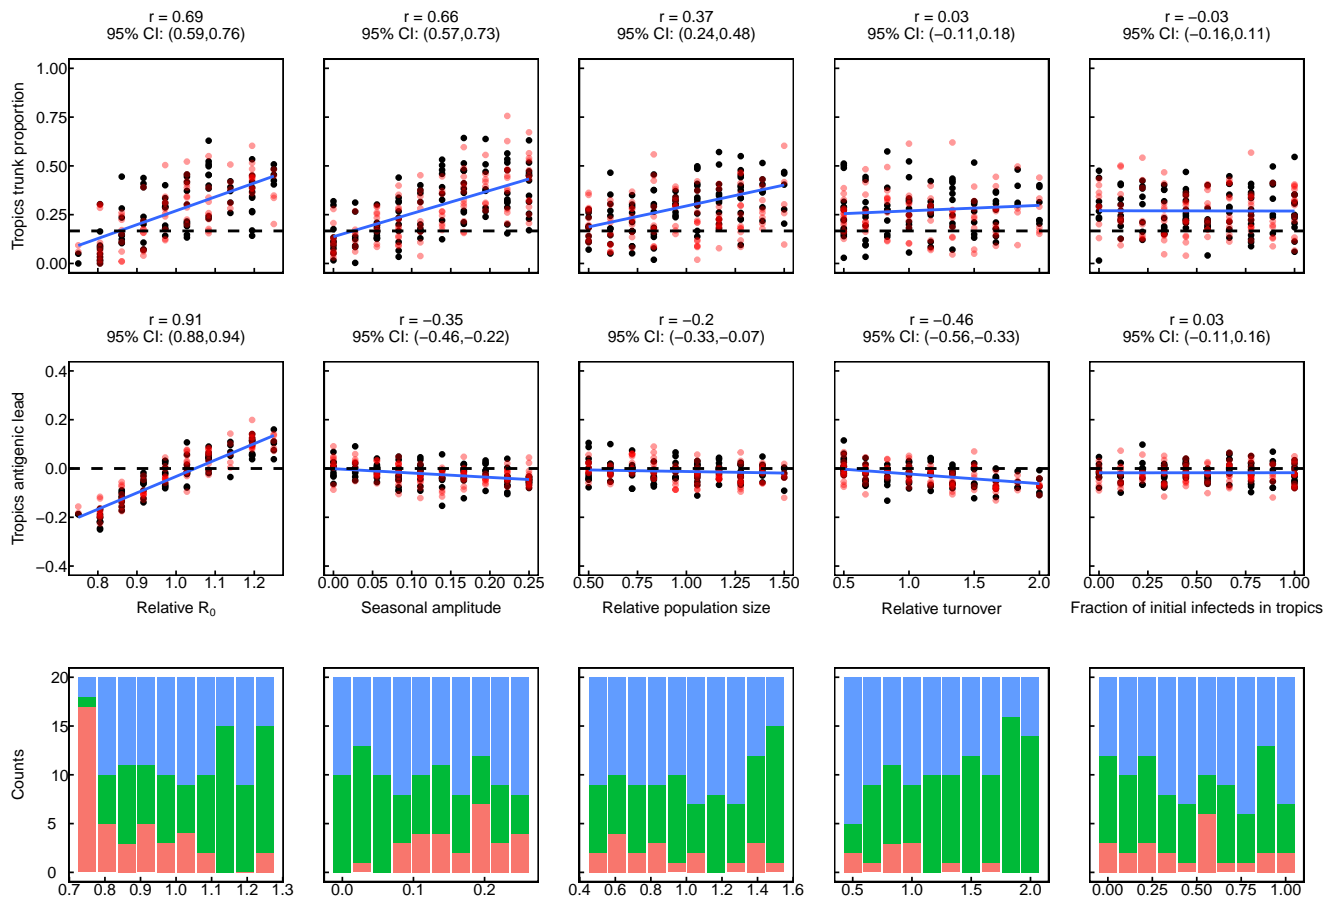 r = 0.69
95% CI: (0.59,0.76)
r = 0.66
95% CI: (0.57,0.73)
r = 0.37
95% CI: (0.24,0.48)
r = 0.03
95% CI: (−0.11,0.18)
r = −0.03
95% CI: (−0.16,0.11)
Tropics trunk proportion
1.00
0.75
0.50
0.25
0.00
r = 0.91
95% CI: (0.88,0.94)
r = −0.35
95% CI: (−0.46,−0.22)
r = −0.2
95% CI: (−0.33,−0.07)
r = −0.46
95% CI: (−0.56,−0.33)
r = 0.03
95% CI: (−0.11,0.16)
Tropics antigenic lead
0.4
0.2
0.0
−0.2
−0.4
0.8 0.9 1.0 1.1 1.2
Relative R0
0.00 0.05 0.10 0.15 0.20 0.25
Seasonal amplitude
0.50 0.75 1.00 1.25 1.50
Relative population size
0.5 1.0 1.5 2.0
Relative turnover
0.00 0.25 0.50 0.75 1.00
Fraction of initial infecteds in tropics
Counts
20
15
10
5
0
0.7 0.8 0.9 1.0 1.1 1.2 1.3
0.0 0.1 0.2
0.4 0.6 0.8 1.0 1.2 1.4 1.6
0.5 1.0 1.5 2.0
0.00 0.25 0.50 0.75 1.00